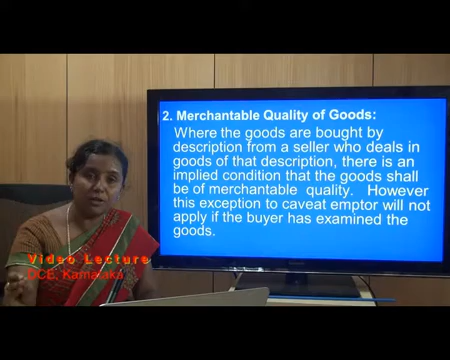 2. Merchantable Quality of Goods:
Where the goods are bought by
description from a seller who deals in
goods of that description, there is an
implied condition that the goods shall
be of merchantable quality. However
this exception to caveat emptor will not
apply if the buyer has examined the
goods.
Video Lecture
DCE, Karnataka